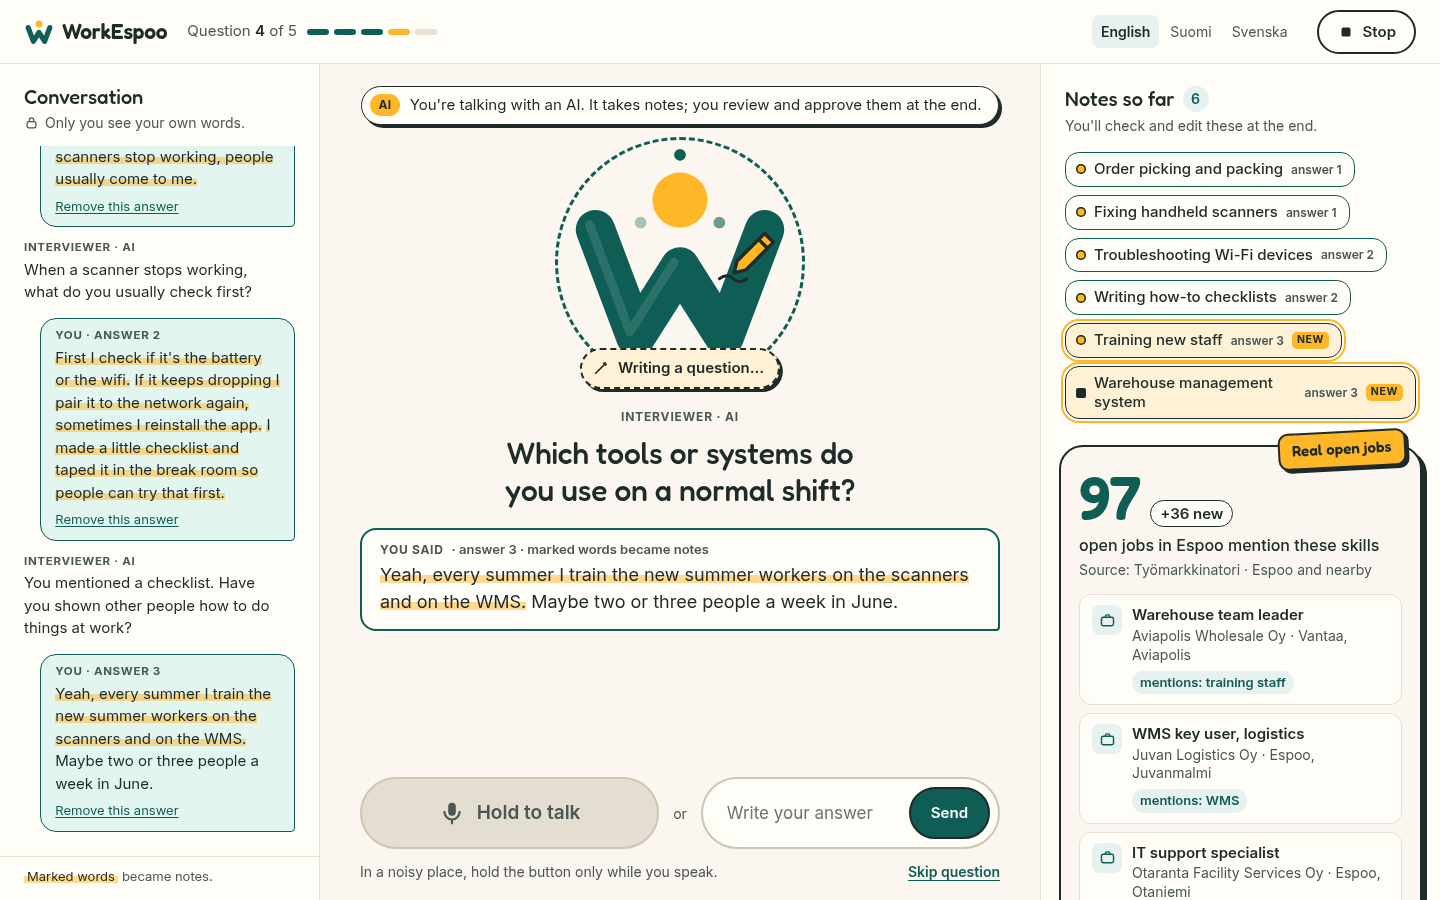 WorkEspoo
Question 4 of 5
English
Suomi
Svenska
Stop
Conversation
Only you see your own words.
scanners stop working, people
usually come to me.
Remove this answer
INTERVIEWER · AI
When a scanner stops working,
what do you usually check first?
YOU · ANSWER 2
First I check if it's the battery
or the wifi. If it keeps dropping I
pair it to the network again,
sometimes I reinstall the app. I
made a little checklist and
taped it in the break room so
people can try that first.
Remove this answer
INTERVIEWER · AI
You mentioned a checklist. Have
you shown other people how to do
things at work?
YOU · ANSWER 3
Yeah, every summer I train the
new summer workers on the
scanners and on the WMS.
Maybe two or three people a
week in June.
Remove this answer
Marked words became notes.
AI You're talking with an AI. It takes notes; you review and approve them at the end.
Writing a question...
INTERVIEWER · AI
Which tools or systems do
you use on a normal shift?
YOU SAID · answer 3 · marked words became notes
Yeah, every summer I train the new summer workers on the scanners
and on the WMS. Maybe two or three people a week in June.
Hold to talk
or
Write your answer
Send
In a noisy place, hold the button only while you speak.
Skip question
Notes so far 6
You'll check and edit these at the end.
Order picking and packing answer 1
Fixing handheld scanners answer 1
Troubleshooting Wi-Fi devices answer 2
Writing how-to checklists answer 2
Training new staff answer 3 NEW
Warehouse management
system
answer 3 NEW
Real open jobs
97 +36 new
open jobs in Espoo mention these skills
Source: Työmarkkinatori · Espoo and nearby
Warehouse team leader
Aviapolis Wholesale Oy · Vantaa,
Aviapolis
mentions: training staff
WMS key user, logistics
Juvan Logistics Oy · Espoo,
Juvanmalmi
mentions: WMS
IT support specialist
Otaranta Facility Services Oy · Espoo,
Otaniemi